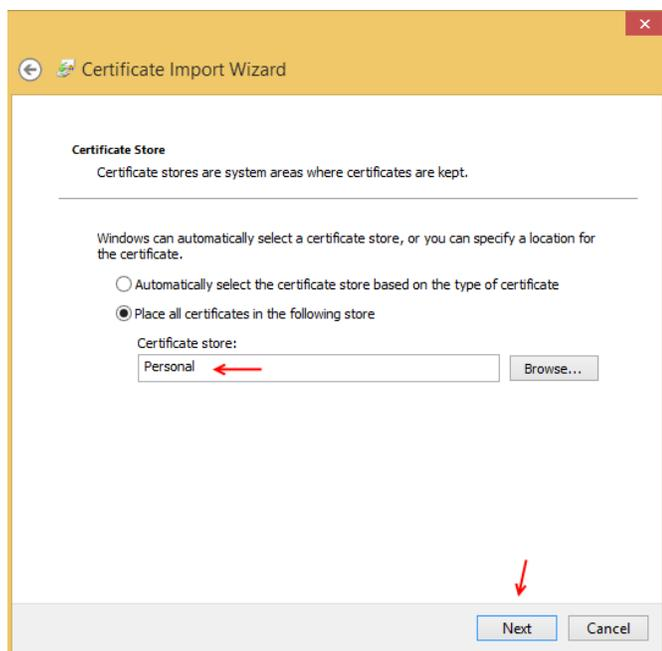 Certificate Import Wizard
Certificate Store
Certificate stores are system areas where certificates are kept.
Windows can automatically select a certificate store, or you can specify a location for
the certificate.
Automatically select the certificate store based on the type of certificate
Place all certificates in the following store
Certificate store:
Personal
Browse...
Next
Cancel